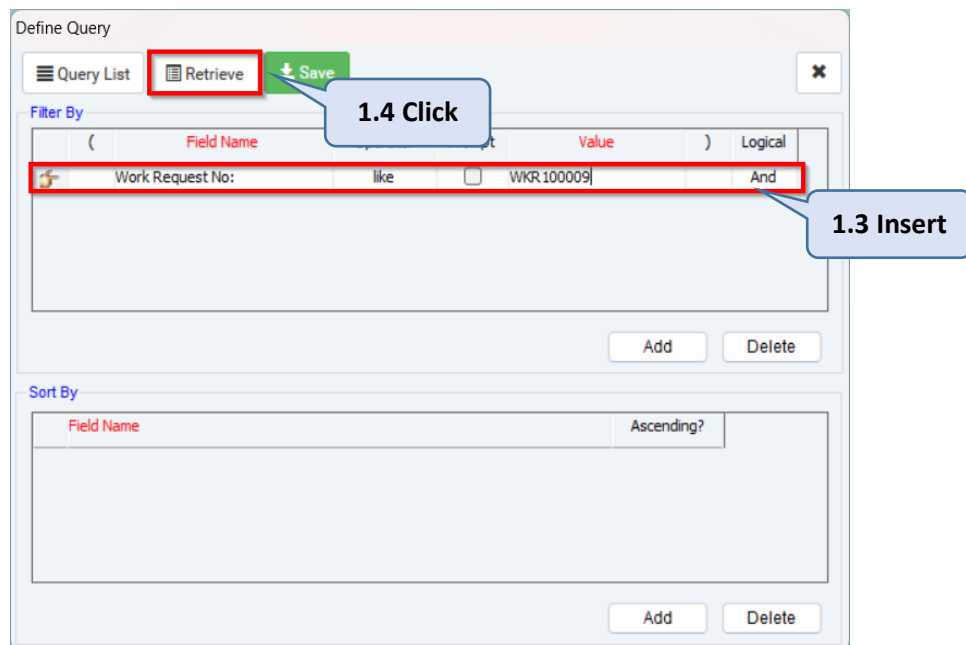 Define Query
Query List Retrieve Save
1.4 Click
Filter By
( Field Name Value ) Logical
Work Request No: like WKR100009 And
1.3 Insert
Add Delete
Sort By
Field Name Ascending?
Add Delete